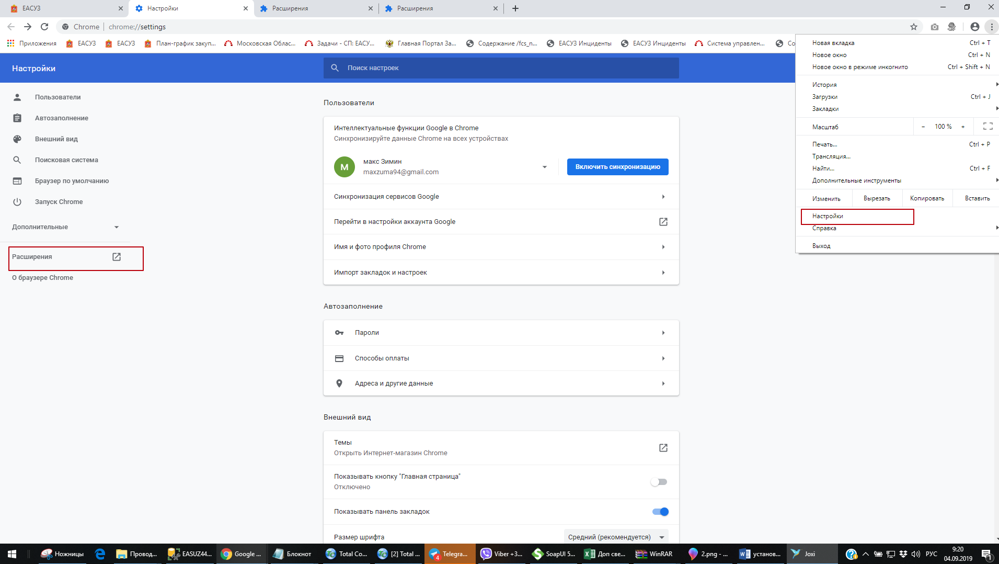 ЕАСУЗ
Настройки
Расширения
Расширения
Chrome
chrome://settings
Приложения
ЕАСУЗ
ЕАСУЗ
План-график закуп...
Московская Облас...
Задачи - СП: ЕАСУ...
Главная Портал За...
Содержание /fcs_n...
ЕАСУЗ Инциденты
ЕАСУЗ Инциденты
Система управлен...
Со
Настройки
Поиск настроек
Пользователи
Автозаполнение
Внешний вид
Поисковая система
Браузер по умолчанию
Запуск Chrome
Дополнительные
Расширения
О браузере Chrome
Пользователи
Интеллектуальные функции Google в Chrome
Синхронизируйте данные Chrome на всех устройствах
М
макс Зимин
maxzuma94@gmail.com
Включить синхронизацию
Синхронизация сервисов Google
Перейти в настройки аккаунта Google
Имя и фото профиля Chrome
Импорт закладок и настроек
Автозаполнение
Пароли
Способы оплаты
Адреса и другие данные
Внешний вид
Темы
Открыть Интернет-магазин Chrome
Показывать кнопку "Главная страница"
Отключено
Показывать панель закладок
Размер шрифта
Средний (рекомендуется)
Новая вкладка Ctrl + T
Новое окно Ctrl + N
Новое окно в режиме инкогнито Ctrl + Shift + N
История
Загрузки Ctrl + J
Закладки
Масштаб - 100 % +
Печать... Ctrl + P
Трансляция...
Найти... Ctrl + F
Дополнительные инструменты
Изменить Вырезать Копировать Вставить
Настройки
Справка
Выход
Ножницы
Провод...
EASUZ44...
Google ...
Блокнот
Total Co...
[2] Total ...
4
Telegra...
Viber +3...
SoapUI 5...
Доп све...
WinRAR
2.png - ...
установ...
Joxi
РУС
9:20
04.09.2019
1